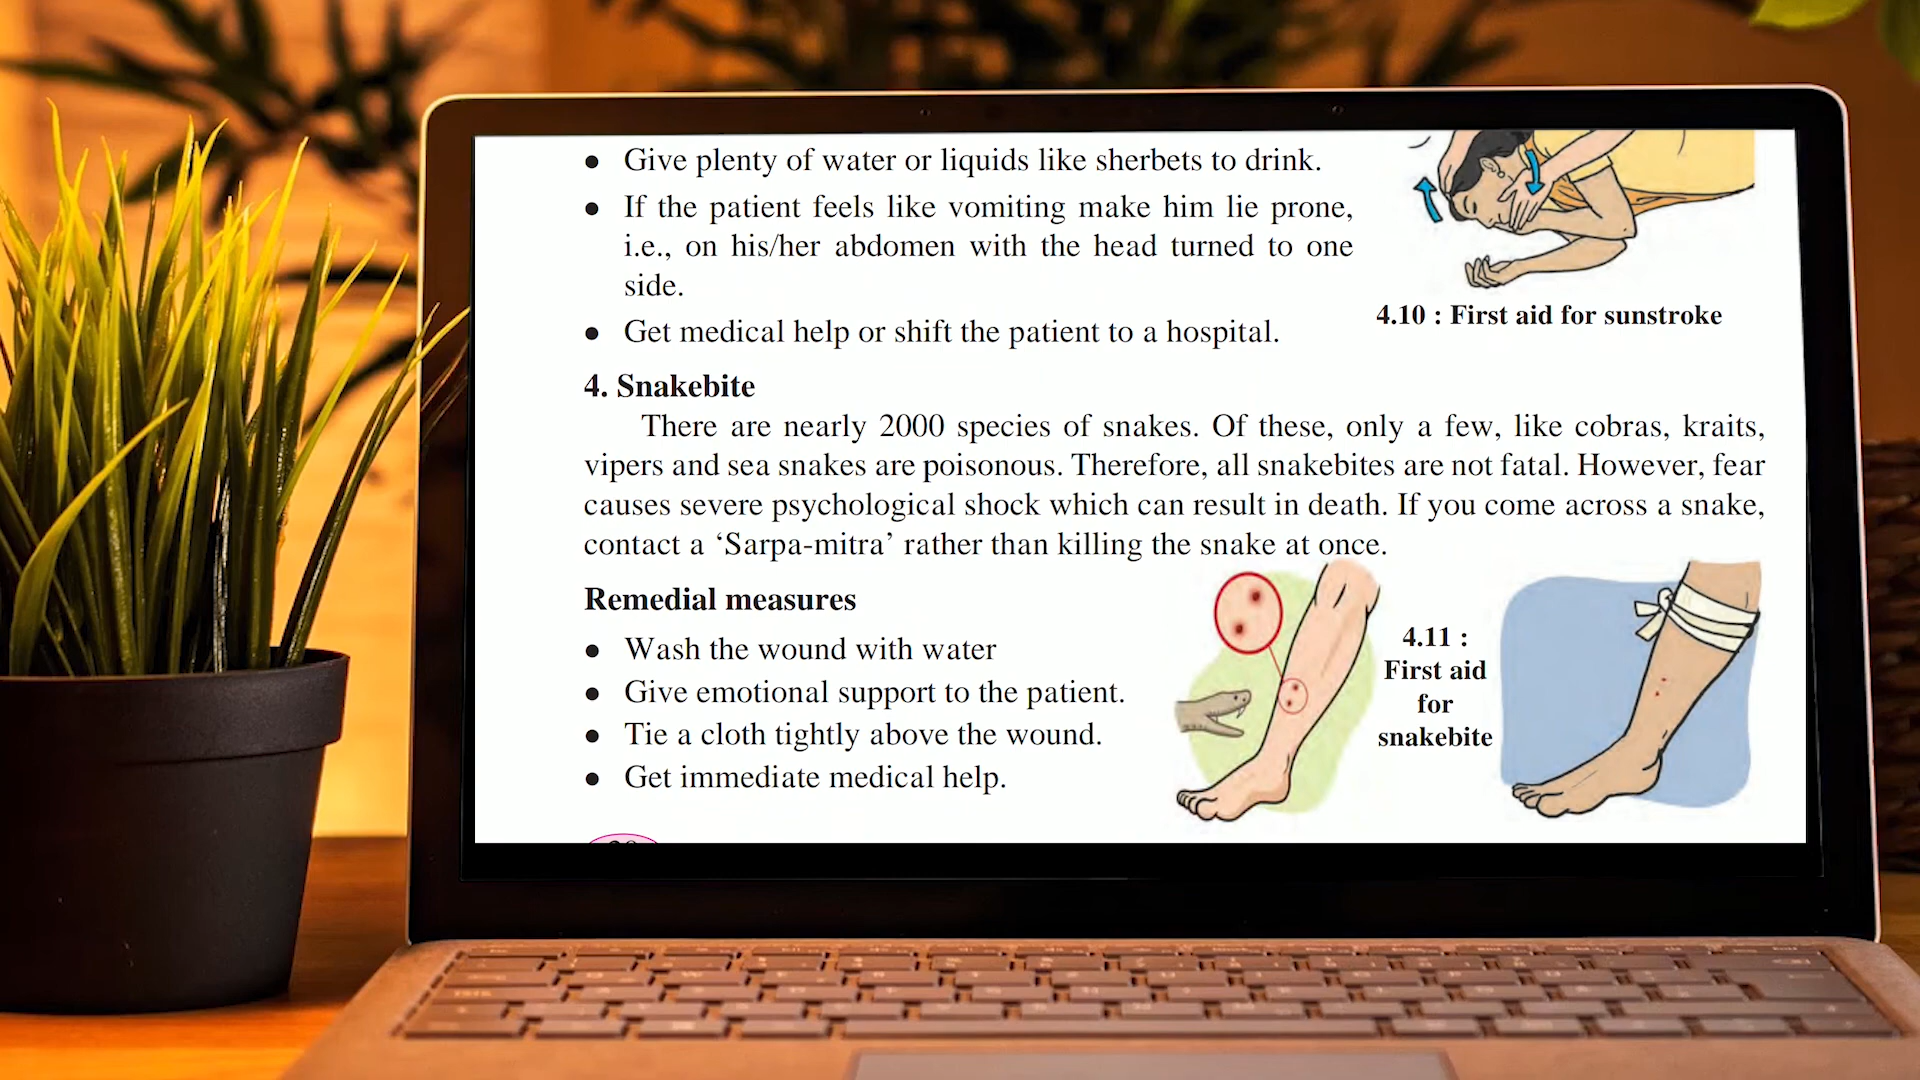 ● Give plenty of water or liquids like sherbets to drink.
● If the patient feels like vomiting make him lie prone,
i.e., on his/her abdomen with the head turned to one
side.
● Get medical help or shift the patient to a hospital.
4.10 : First aid for sunstroke
4. Snakebite
There are nearly 2000 species of snakes. Of these, only a few, like cobras, kraits,
vipers and sea snakes are poisonous. Therefore, all snakebites are not fatal. However, fear
causes severe psychological shock which can result in death. If you come across a snake,
contact a ‘Sarpa-mitra’ rather than killing the snake at once.
Remedial measures
● Wash the wound with water
● Give emotional support to the patient.
● Tie a cloth tightly above the wound.
● Get immediate medical help.
4.11 :
First aid
for
snakebite